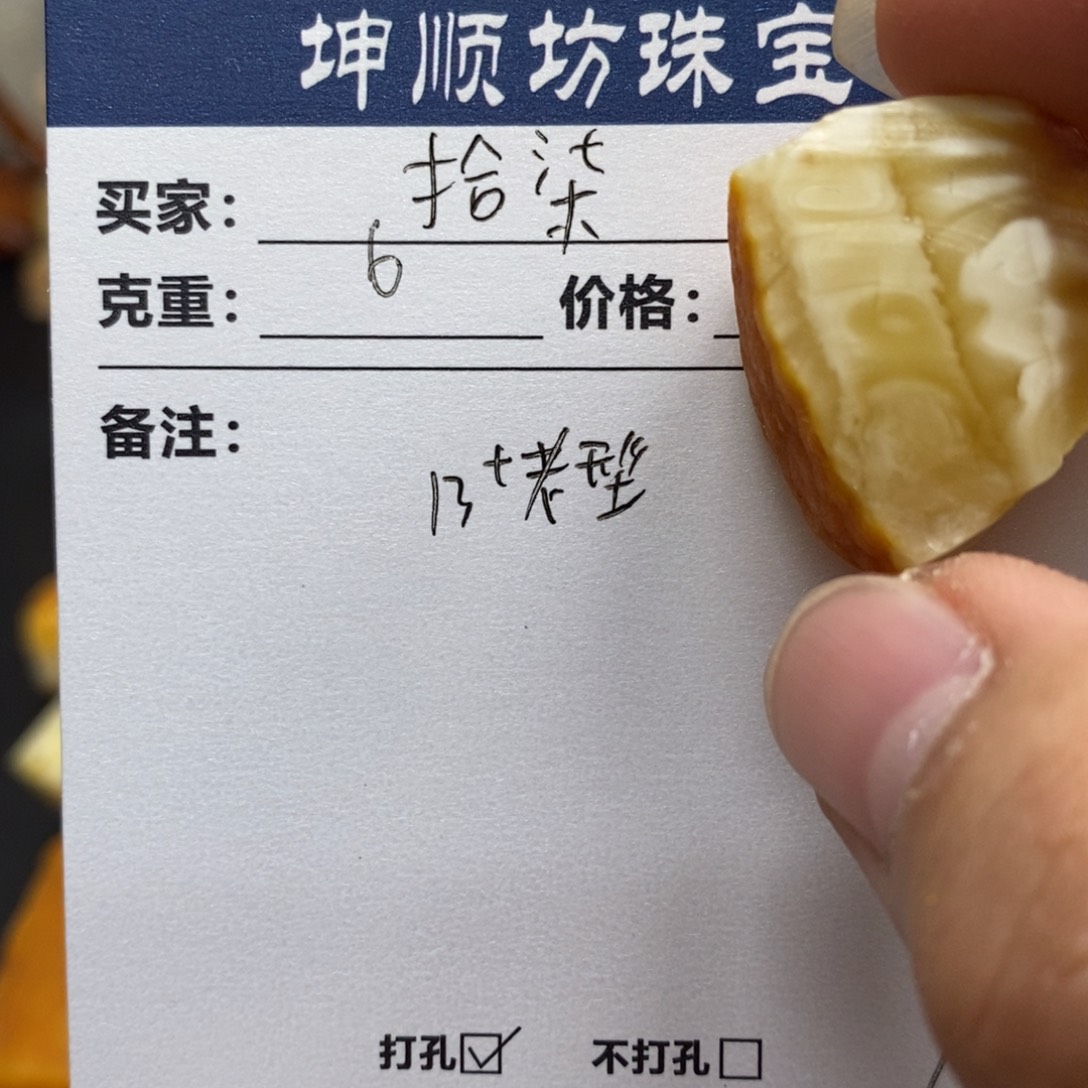 坤顺坊珠宝
买家：拾柒
克重：6 价格：
备注：
13+老型
打孔☑ 不打孔☐